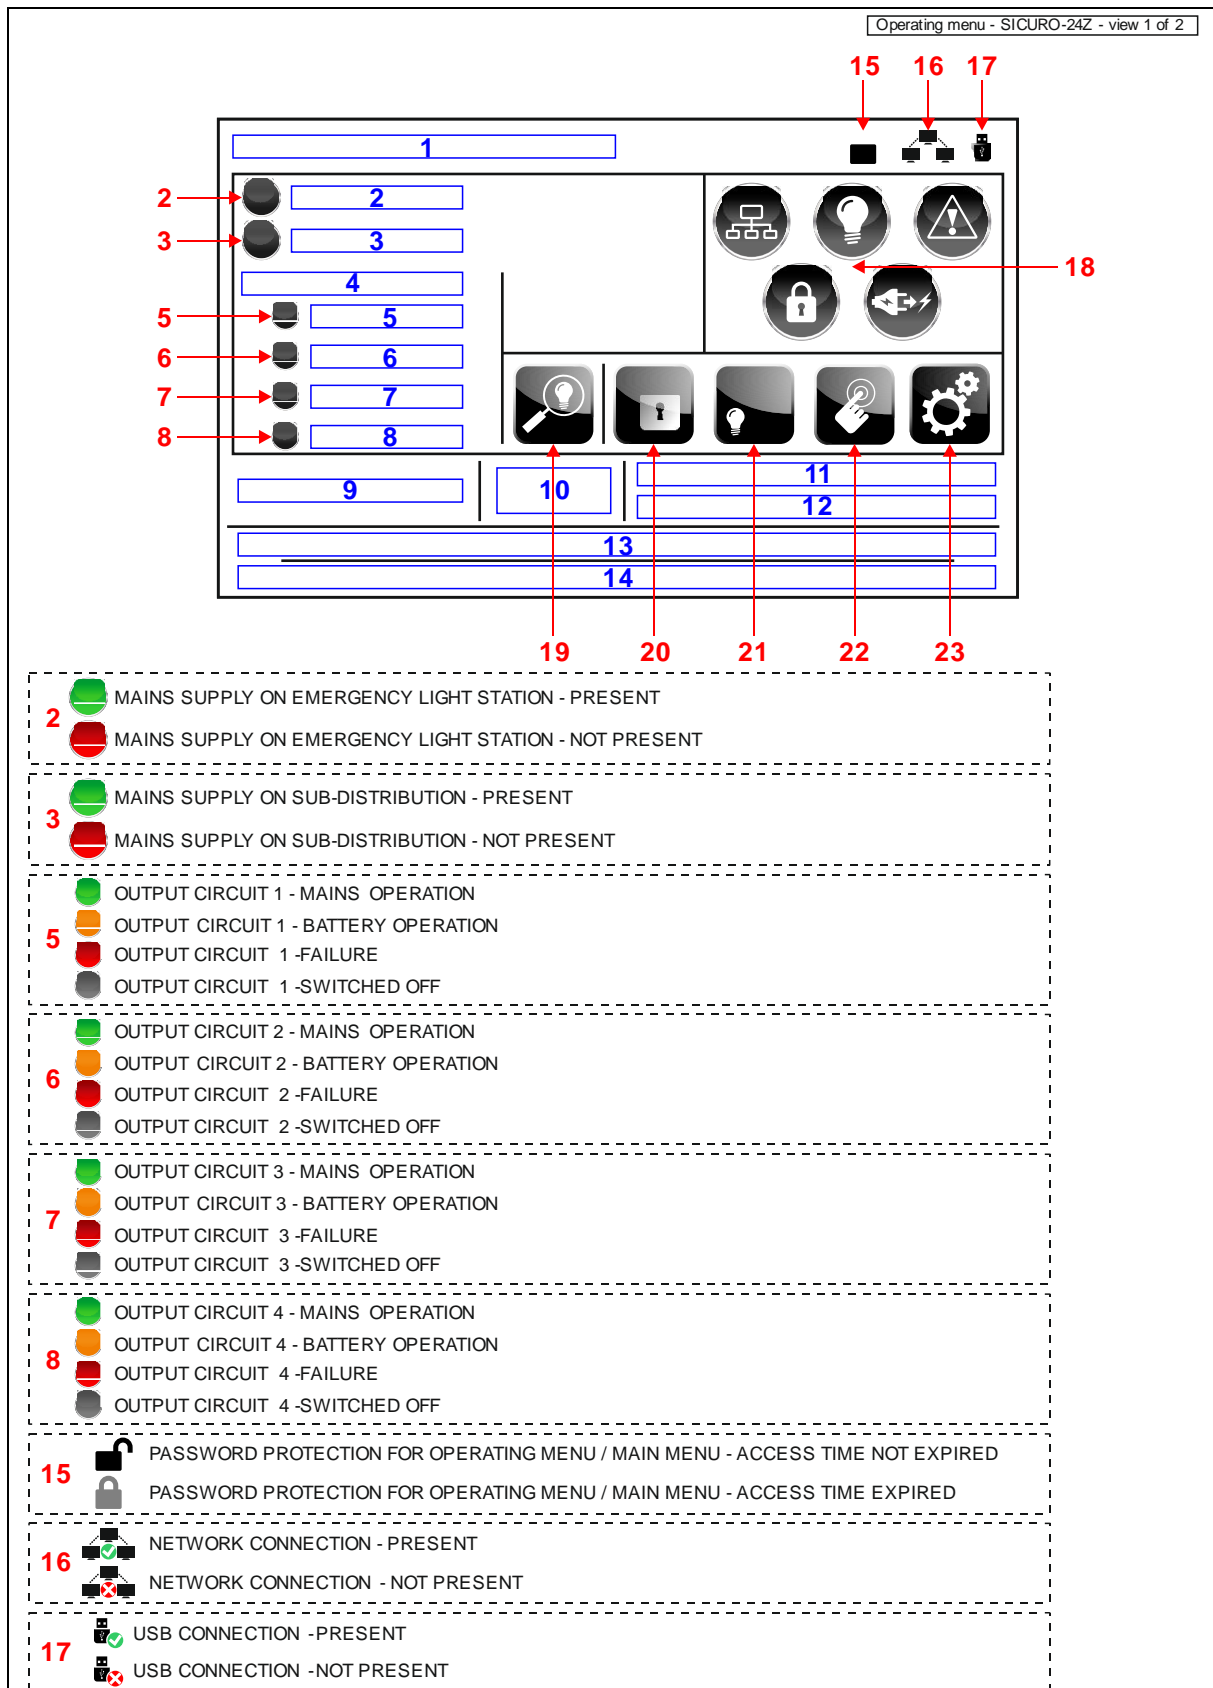 Operating menu - SICURO-24Z - view 1 of 2
15 16 17
1
2 2
3 3
4
18
5 5
6 6
7 7
8 8
9 10 11
12
13
14
19 20 21 22 23
2
MAINS SUPPLY ON EMERGENCY LIGHT STATION - PRESENT
MAINS SUPPLY ON EMERGENCY LIGHT STATION - NOT PRESENT
3
MAINS SUPPLY ON SUB-DISTRIBUTION - PRESENT
MAINS SUPPLY ON SUB-DISTRIBUTION - NOT PRESENT
5
OUTPUT CIRCUIT 1 - MAINS OPERATION
OUTPUT CIRCUIT 1 - BATTERY OPERATION
OUTPUT CIRCUIT 1 -FAILURE
OUTPUT CIRCUIT 1 -SWITCHED OFF
6
OUTPUT CIRCUIT 2 - MAINS OPERATION
OUTPUT CIRCUIT 2 - BATTERY OPERATION
OUTPUT CIRCUIT 2 -FAILURE
OUTPUT CIRCUIT 2 -SWITCHED OFF
7
OUTPUT CIRCUIT 3 - MAINS OPERATION
OUTPUT CIRCUIT 3 - BATTERY OPERATION
OUTPUT CIRCUIT 3 -FAILURE
OUTPUT CIRCUIT 3 -SWITCHED OFF
8
OUTPUT CIRCUIT 4 - MAINS OPERATION
OUTPUT CIRCUIT 4 - BATTERY OPERATION
OUTPUT CIRCUIT 4 -FAILURE
OUTPUT CIRCUIT 4 -SWITCHED OFF
15
PASSWORD PROTECTION FOR OPERATING MENU / MAIN MENU - ACCESS TIME NOT EXPIRED
PASSWORD PROTECTION FOR OPERATING MENU / MAIN MENU - ACCESS TIME EXPIRED
16
NETWORK CONNECTION - PRESENT
NETWORK CONNECTION - NOT PRESENT
17
USB CONNECTION -PRESENT
USB CONNECTION -NOT PRESENT